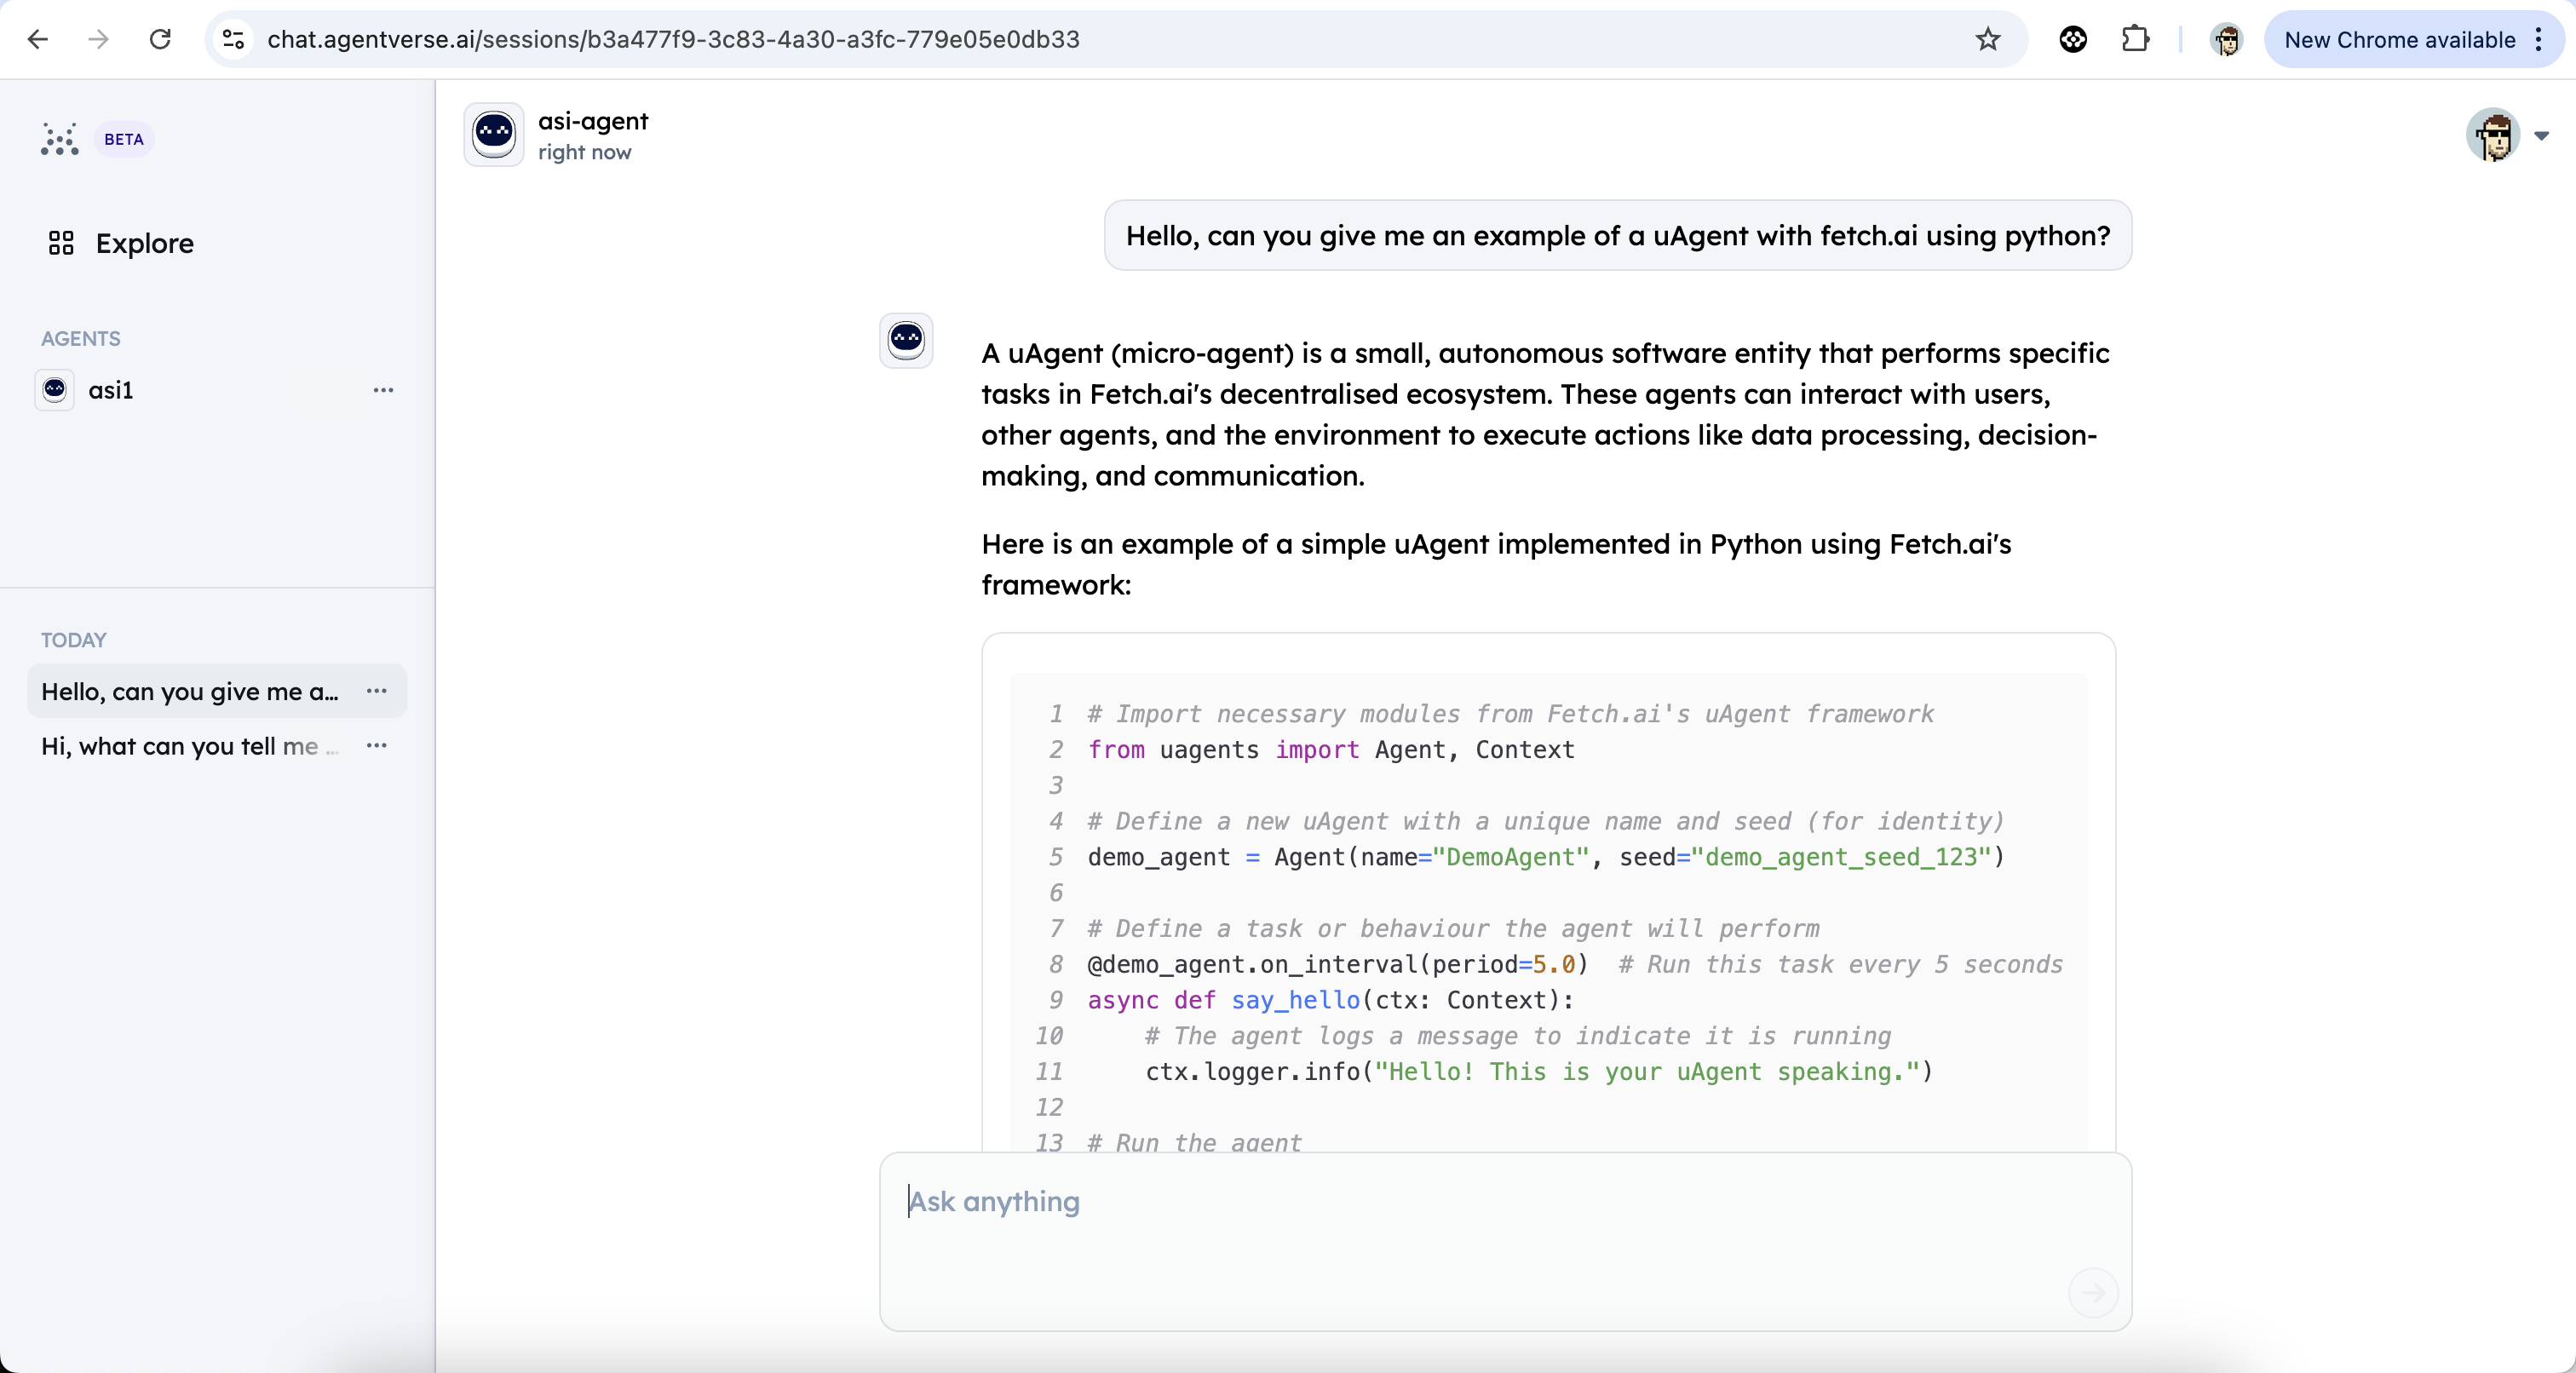 chat.agentverse.ai/sessions/b3a477f9-3c83-4a30-a3fc-779e05e0db33
New Chrome available
BETA
Explore
AGENTS
asi1
TODAY
Hello, can you give me a...
Hi, what can you tell me ...
asi-agent
right now
Hello, can you give me an example of a uAgent with fetch.ai using python?
A uAgent (micro-agent) is a small, autonomous software entity that performs specific
tasks in Fetch.ai's decentralised ecosystem. These agents can interact with users,
other agents, and the environment to execute actions like data processing, decision-
making, and communication.
Here is an example of a simple uAgent implemented in Python using Fetch.ai's
framework:
1 # Import necessary modules from Fetch.ai's uAgent framework
2 from uagents import Agent, Context
3
4 # Define a new uAgent with a unique name and seed (for identity)
5 demo_agent = Agent(name="DemoAgent", seed="demo_agent_seed_123")
6
7 # Define a task or behaviour the agent will perform
8 @demo_agent.on_interval(period=5.0)  # Run this task every 5 seconds
9 async def say_hello(ctx: Context):
10     # The agent logs a message to indicate it is running
11     ctx.logger.info("Hello! This is your uAgent speaking.")
12
13 # Run the agent
Ask anything